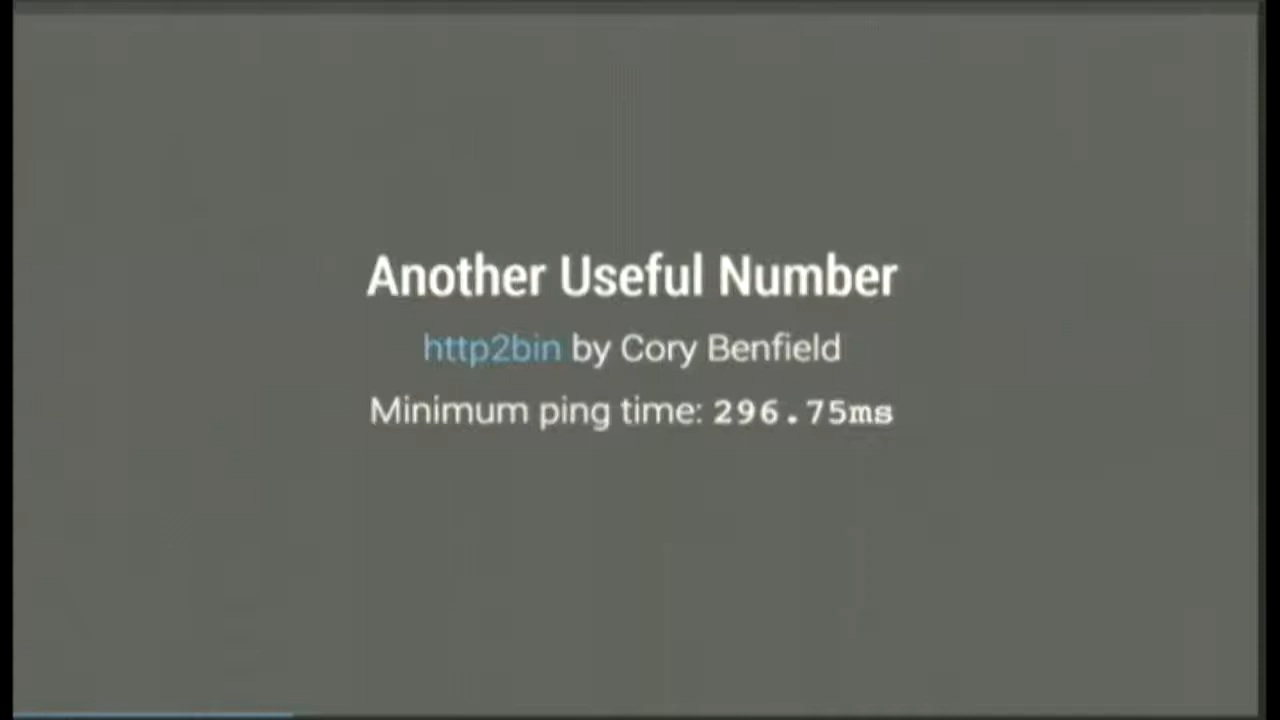 Another Useful Number
http2bin by Cory Benfield
Minimum ping time: 296.75ms